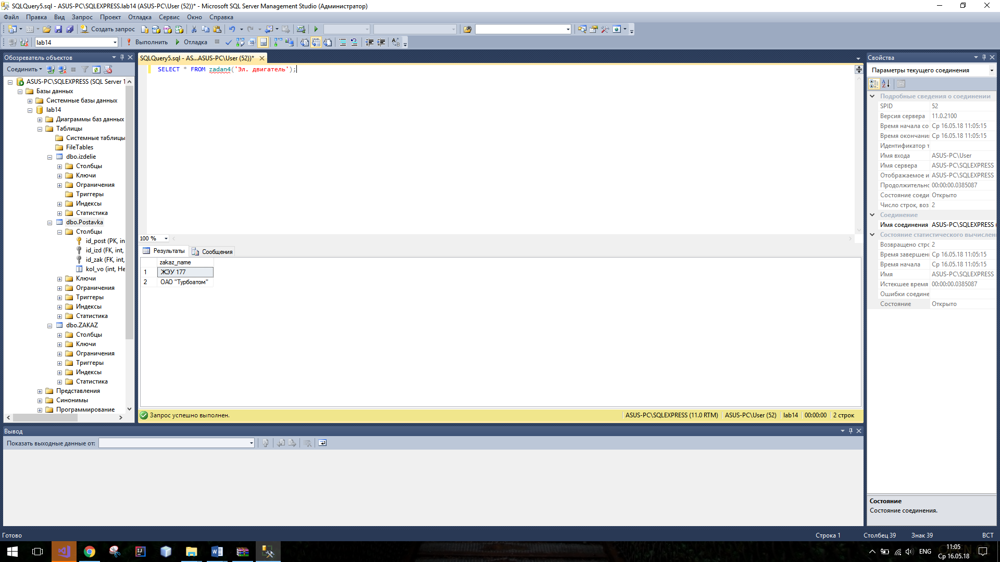 SQLQuery5.sql - ASUS-PC\SQLEXPRESS.lab14 (ASUS-PC\User (52))* - Microsoft SQL Server Management Studio (Администратор)
Файл Правка Вид Запрос Проект Отладка Сервис Окно Справка
Создать запрос
lab14 Выполнить Отладка
Обозреватель объектов
Соединить
ASUS-PC\SQLEXPRESS (SQL Server 1
Базы данных
Системные базы данных
lab14
Диаграммы баз данных
Таблицы
Системные таблицы
FileTables
dbo.izdelie
Столбцы
Ключи
Ограничения
Триггеры
Индексы
Статистика
dbo.Postavka
Столбцы
id_post (PK, in
id_izd (FK, int,
id_zak (FK, int,
kol_vo (int, Не
Ключи
Ограничения
Триггеры
Индексы
Статистика
dbo.ZAKAZ
Столбцы
Ключи
Ограничения
Триггеры
Индексы
Статистика
Представления
Синонимы
Программирование
SQLQuery5.sql - AS...ASUS-PC\User (52))*
SELECT * FROM zadan4('Эл. двигатель');
100 %
Результаты Сообщения
zakaz_name
1 ЖЭУ 177
2 ОАО "Турбоатом"
Запрос успешно выполнен. ASUS-PC\SQLEXPRESS (11.0 RTM) ASUS-PC\User (52) lab14 00:00:00 2 строк
Свойства
Параметры текущего соединения
Подробные сведения о соединении
SPID 52
Версия сервера 11.0.2100
Время начала со Ср 16.05.18 11:05:15
Время окончани Ср 16.05.18 11:05:15
Идентификатор т
Имя входа ASUS-PC\User
Имя сервера ASUS-PC\SQLEXPRESS
Отображаемое и ASUS-PC\SQLEXPRESS
Продолжительно 00:00:00.0385087
Состояние соеди Открыто
Число строк, воз 2
Соединение
Имя соединения ASUS-PC\SQLEXPRESS (
Состояние статистического вычислен
Возвращено стро 2
Время завершен Ср 16.05.18 11:05:15
Время начала Ср 16.05.18 11:05:15
Имя ASUS-PC\SQLEXPRESS
Истекшее время 00:00:00.0385087
Ошибки соедине
Состояние Открыто
Состояние
Состояние соединения.
Вывод
Показать выходные данные от:
Готово Строка 1 Столбец 39 Знак 39 ВСТ
ENG
11:05
Ср 16.05.18